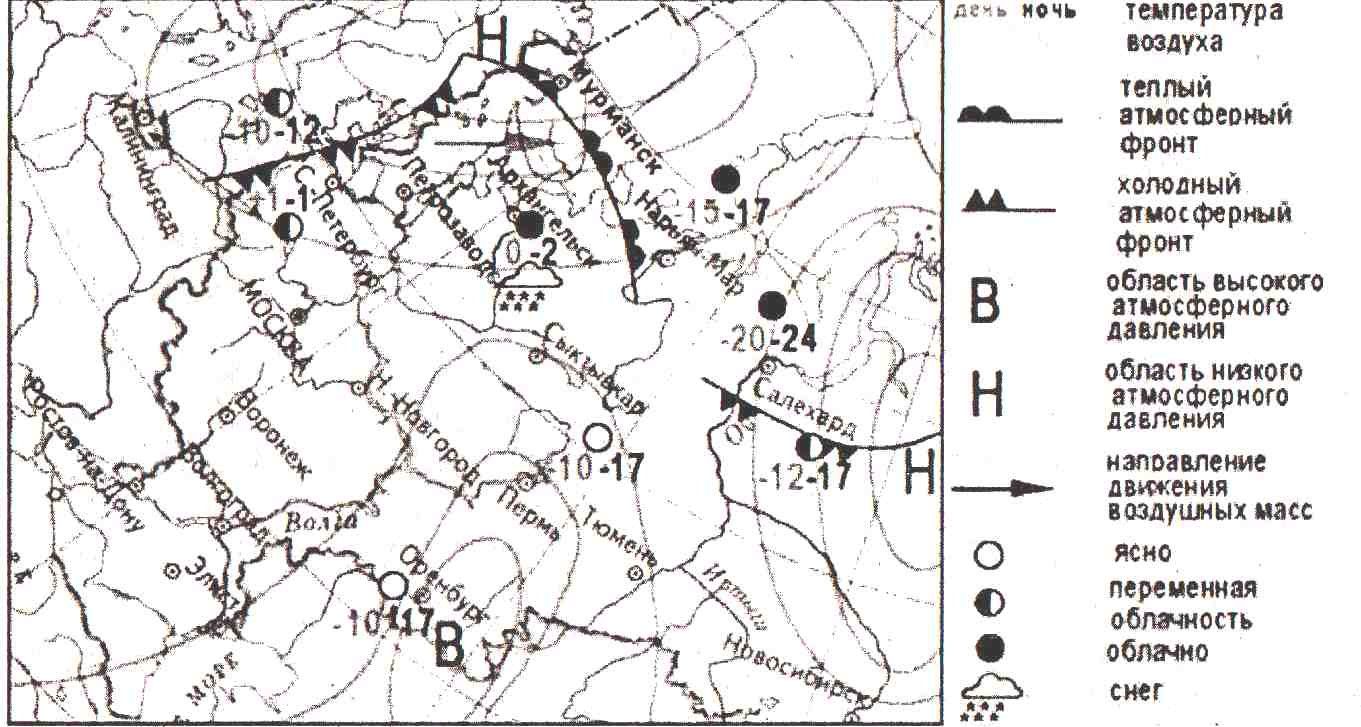 Н
Мурманск
Калининград
-10-12
С.-Петербург
Петрозаводск
Архангельск
Нарьян-Мар
-15-17
0-2
МОСКВА
-20-24
Сыктывкар
Салехард
Н. Новгород
Воронеж
Ростов-на-Дону
Волгоград
-10-17
-12-17
Н
Пермь
Тюмень
Волга
Оренбург
Элиста
Иртыш
-10-17
В
Новосибирск
МОРЕ
день ночь
температура
воздуха
теплый
атмосферный
фронт
холодный
атмосферный
фронт
В
область высокого
атмосферного
давления
Н
область низкого
атмосферного
давления
направление
движения
воздушных масс
ясно
переменная
облачность
облачно
снег